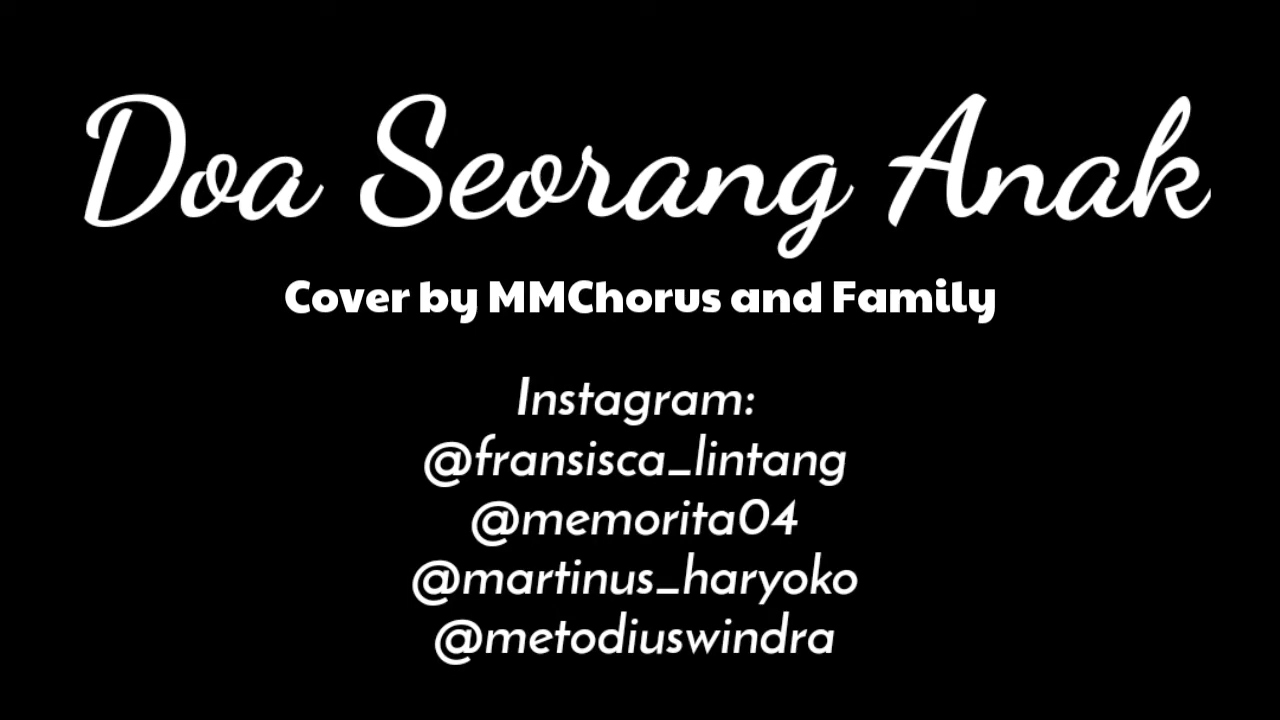 Doa Seorang Anak
Cover by MMChorus and Family
Instagram:
@fransisca_lintang
@memorita04
@martinus_haryoko
@metodiuswindra